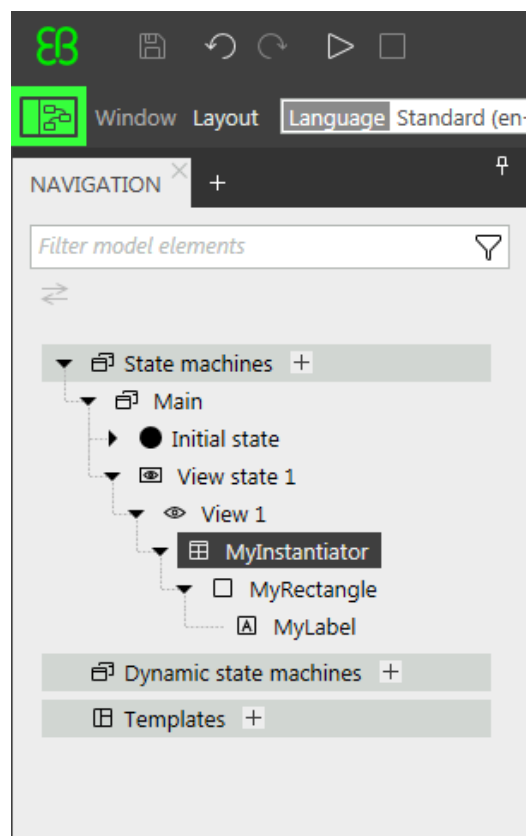 EB
Window Layout Language Standard (en-
NAVIGATION +
Filter model elements
State machines +
Main
Initial state
View state 1
View 1
MyInstantiator
MyRectangle
A MyLabel
Dynamic state machines +
Templates +